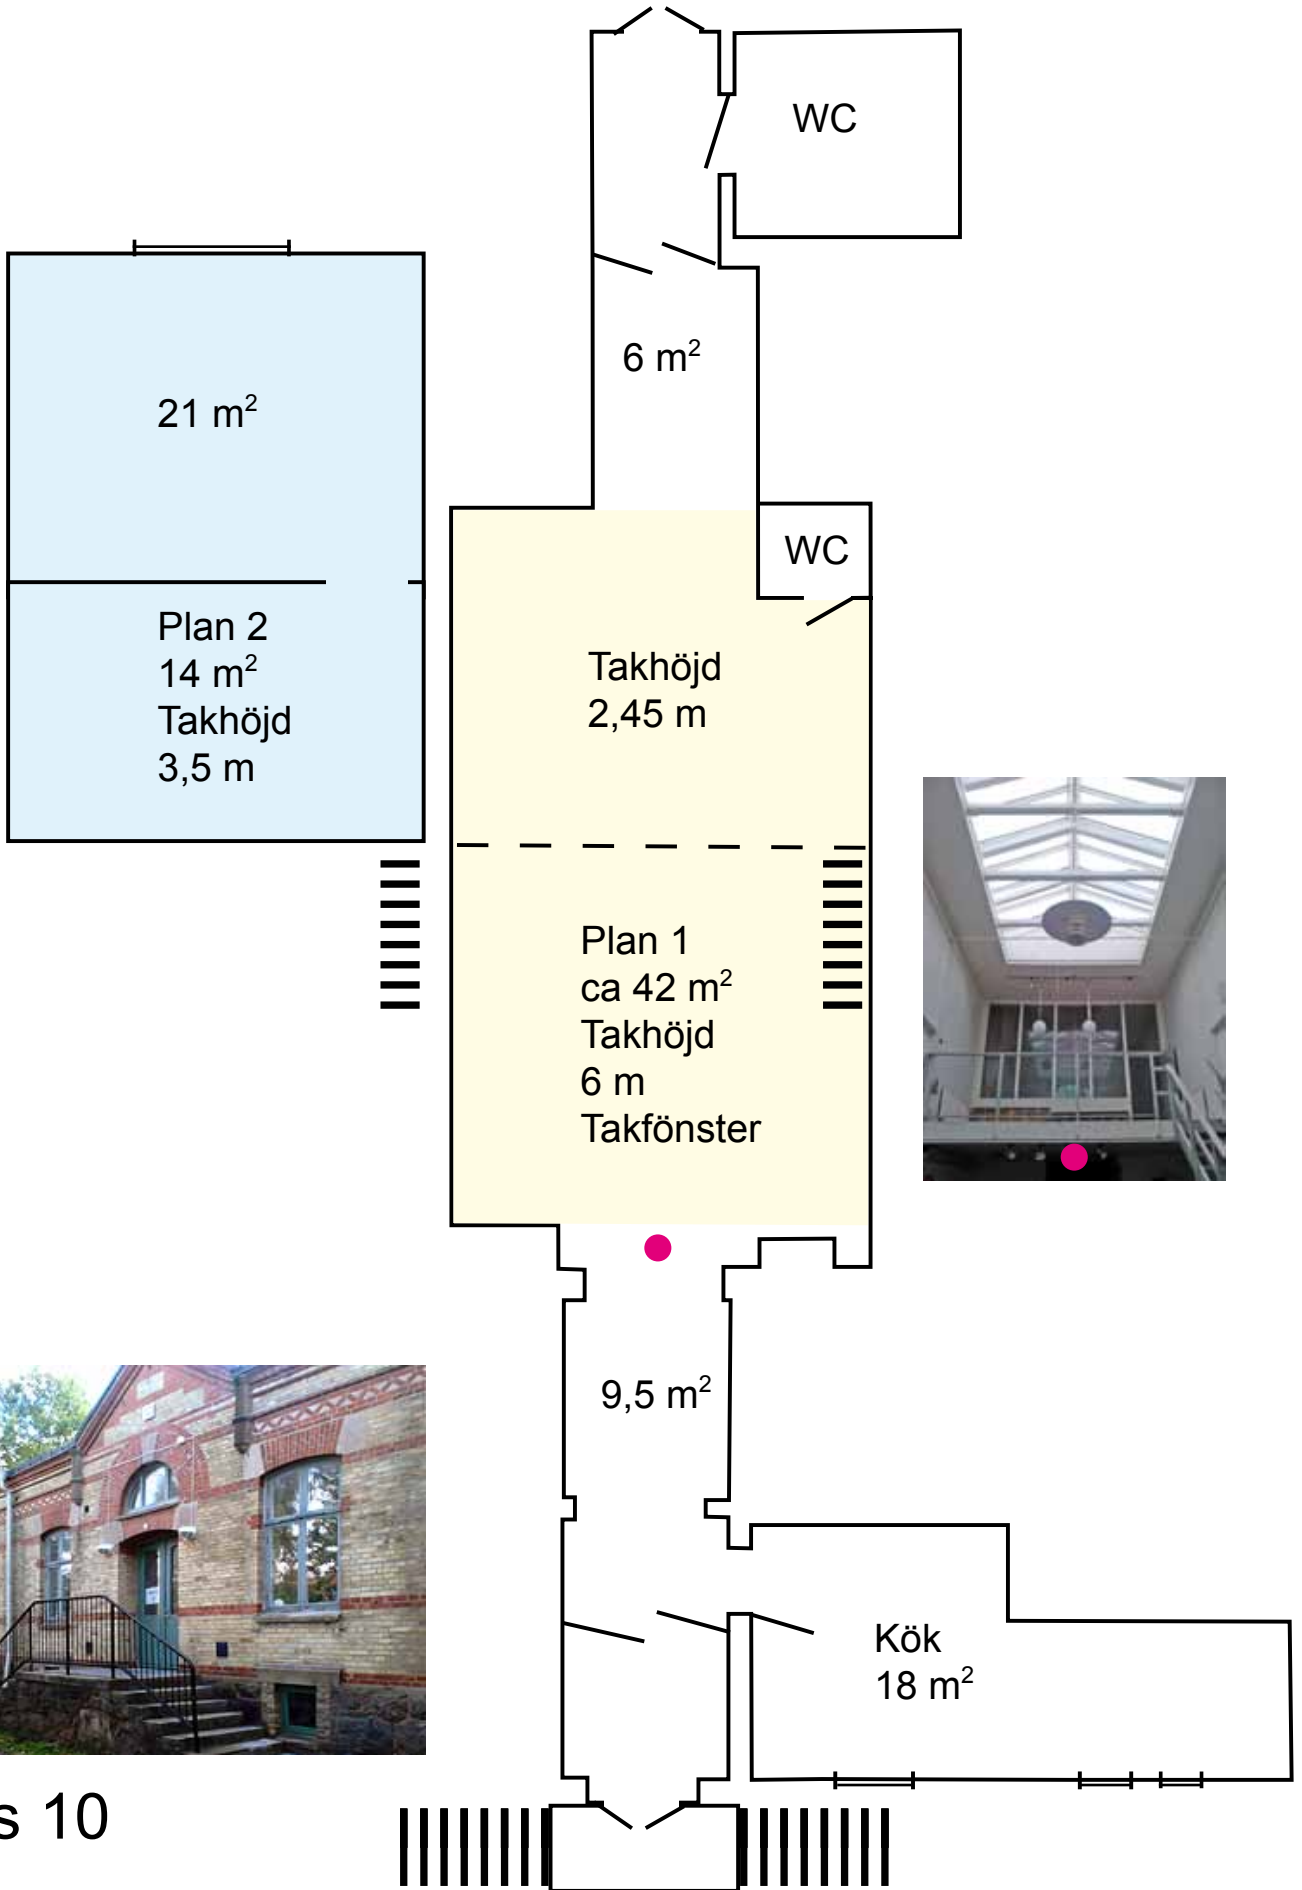 WC
6 m²
21 m²
WC
Plan 2
14 m²
Takhöjd
3,5 m
Takhöjd
2,45 m
Plan 1
ca 42 m²
Takhöjd
6 m
Takfönster
9,5 m²
Kök
18 m²
s 10